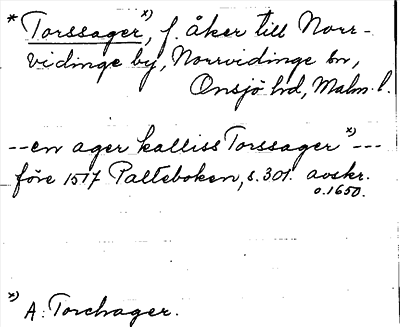 * Torssager *), f. åker till Norr-
vidinge by, Norrvidinge sn,
Onsjö hd, Malm. l.
-- en ager kalliss Torssager *) ---
före 1517 Palteboken, s. 301. avskr.
o. 1650.
*) A: Torchager.